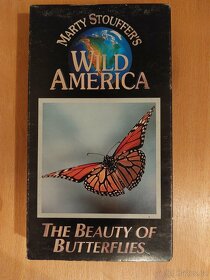 MARTY STOUFFER'S
WILD
AMERICA
THE BEAUTY OF
BUTTERFLIES